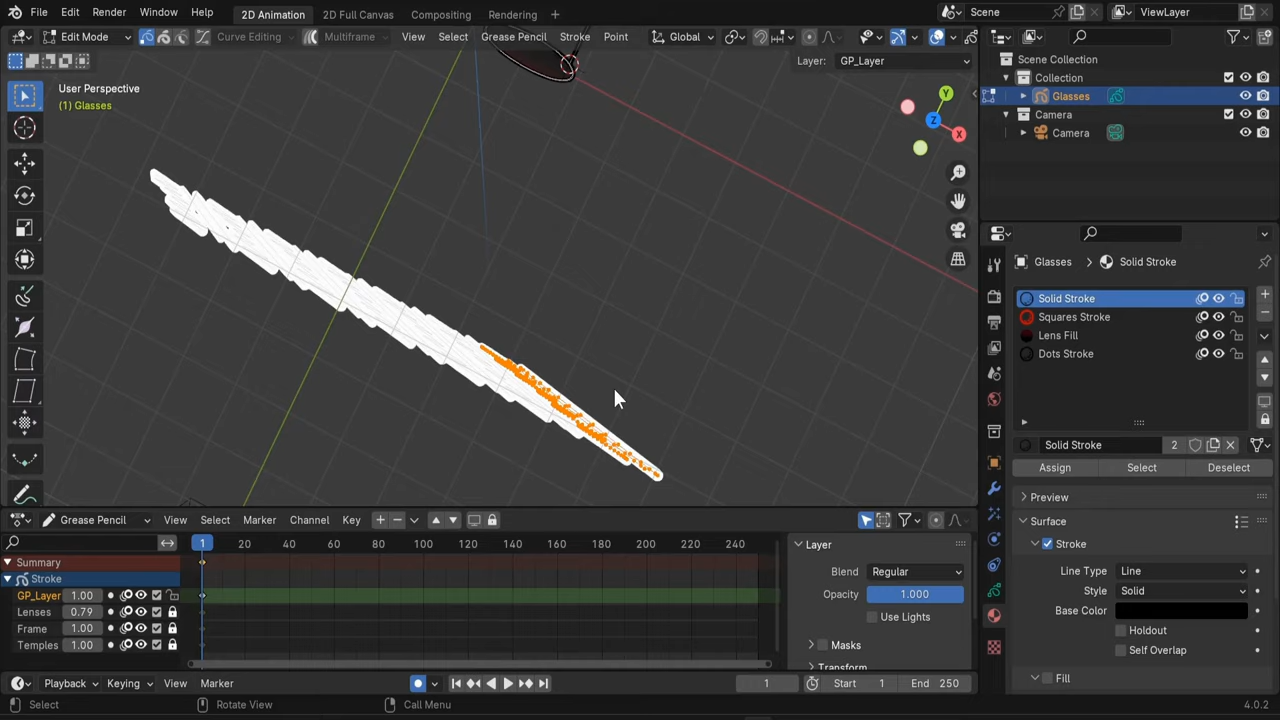 File Edit Render Window Help 2D Animation 2D Full Canvas Compositing Rendering + Scene ViewLayer
Edit Mode Curve Editing Multiframe View Select Grease Pencil Stroke Point Global
Layer: GP_Layer
User Perspective
(1) Glasses
Y
Z
X
Scene Collection
Collection
Glasses
Camera
Camera
Glasses > Solid Stroke
Solid Stroke
Squares Stroke
Lens Fill
Dots Stroke
Solid Stroke 2
Assign Select Deselect
Preview
Surface
Stroke
Line Type Line
Style Solid
Base Color
Holdout
Self Overlap
Fill
Grease Pencil View Select Marker Channel Key
1 20 40 60 80 100 120 140 160 180 200 220 240
Summary
Stroke
GP_Layer 1.00
Lenses 0.79
Frame 1.00
Temples 1.00
Layer
Blend Regular
Opacity 1.000
Use Lights
Masks
Transform
Playback Keying View Marker 1 Start 1 End 250
Select Rotate View Call Menu 4.0.2